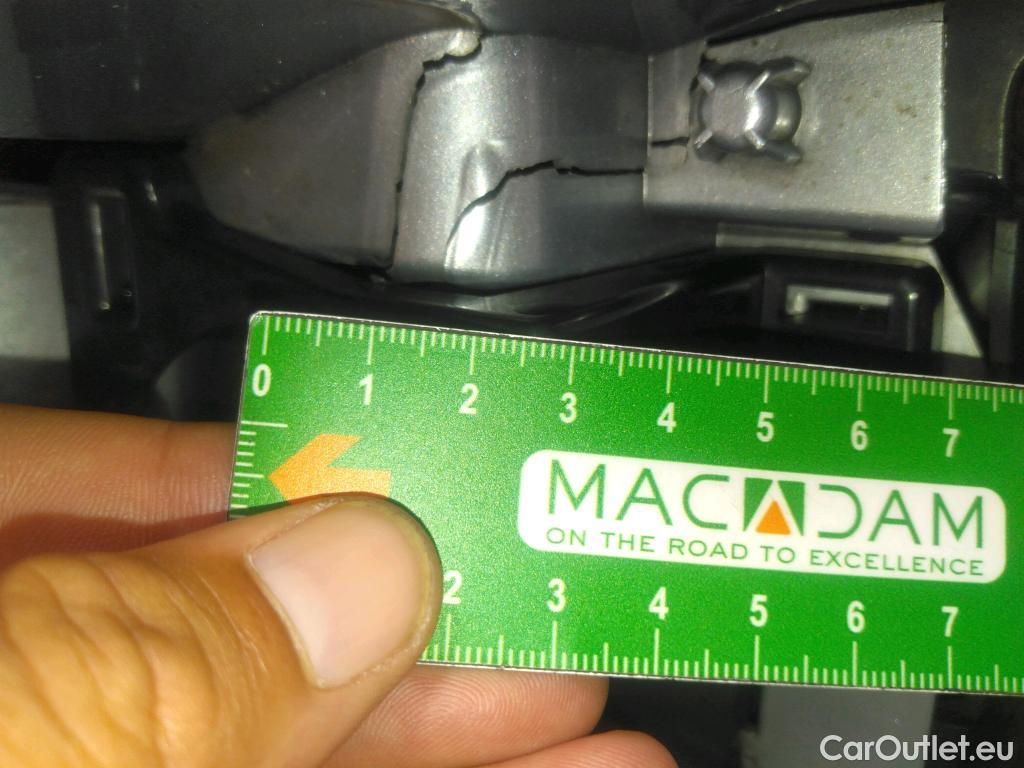 0 1 2 3 4 5 6 7
MACADAM
ON THE ROAD TO EXCELLENCE
2 3 4 5 6 7
CarOutlet.eu